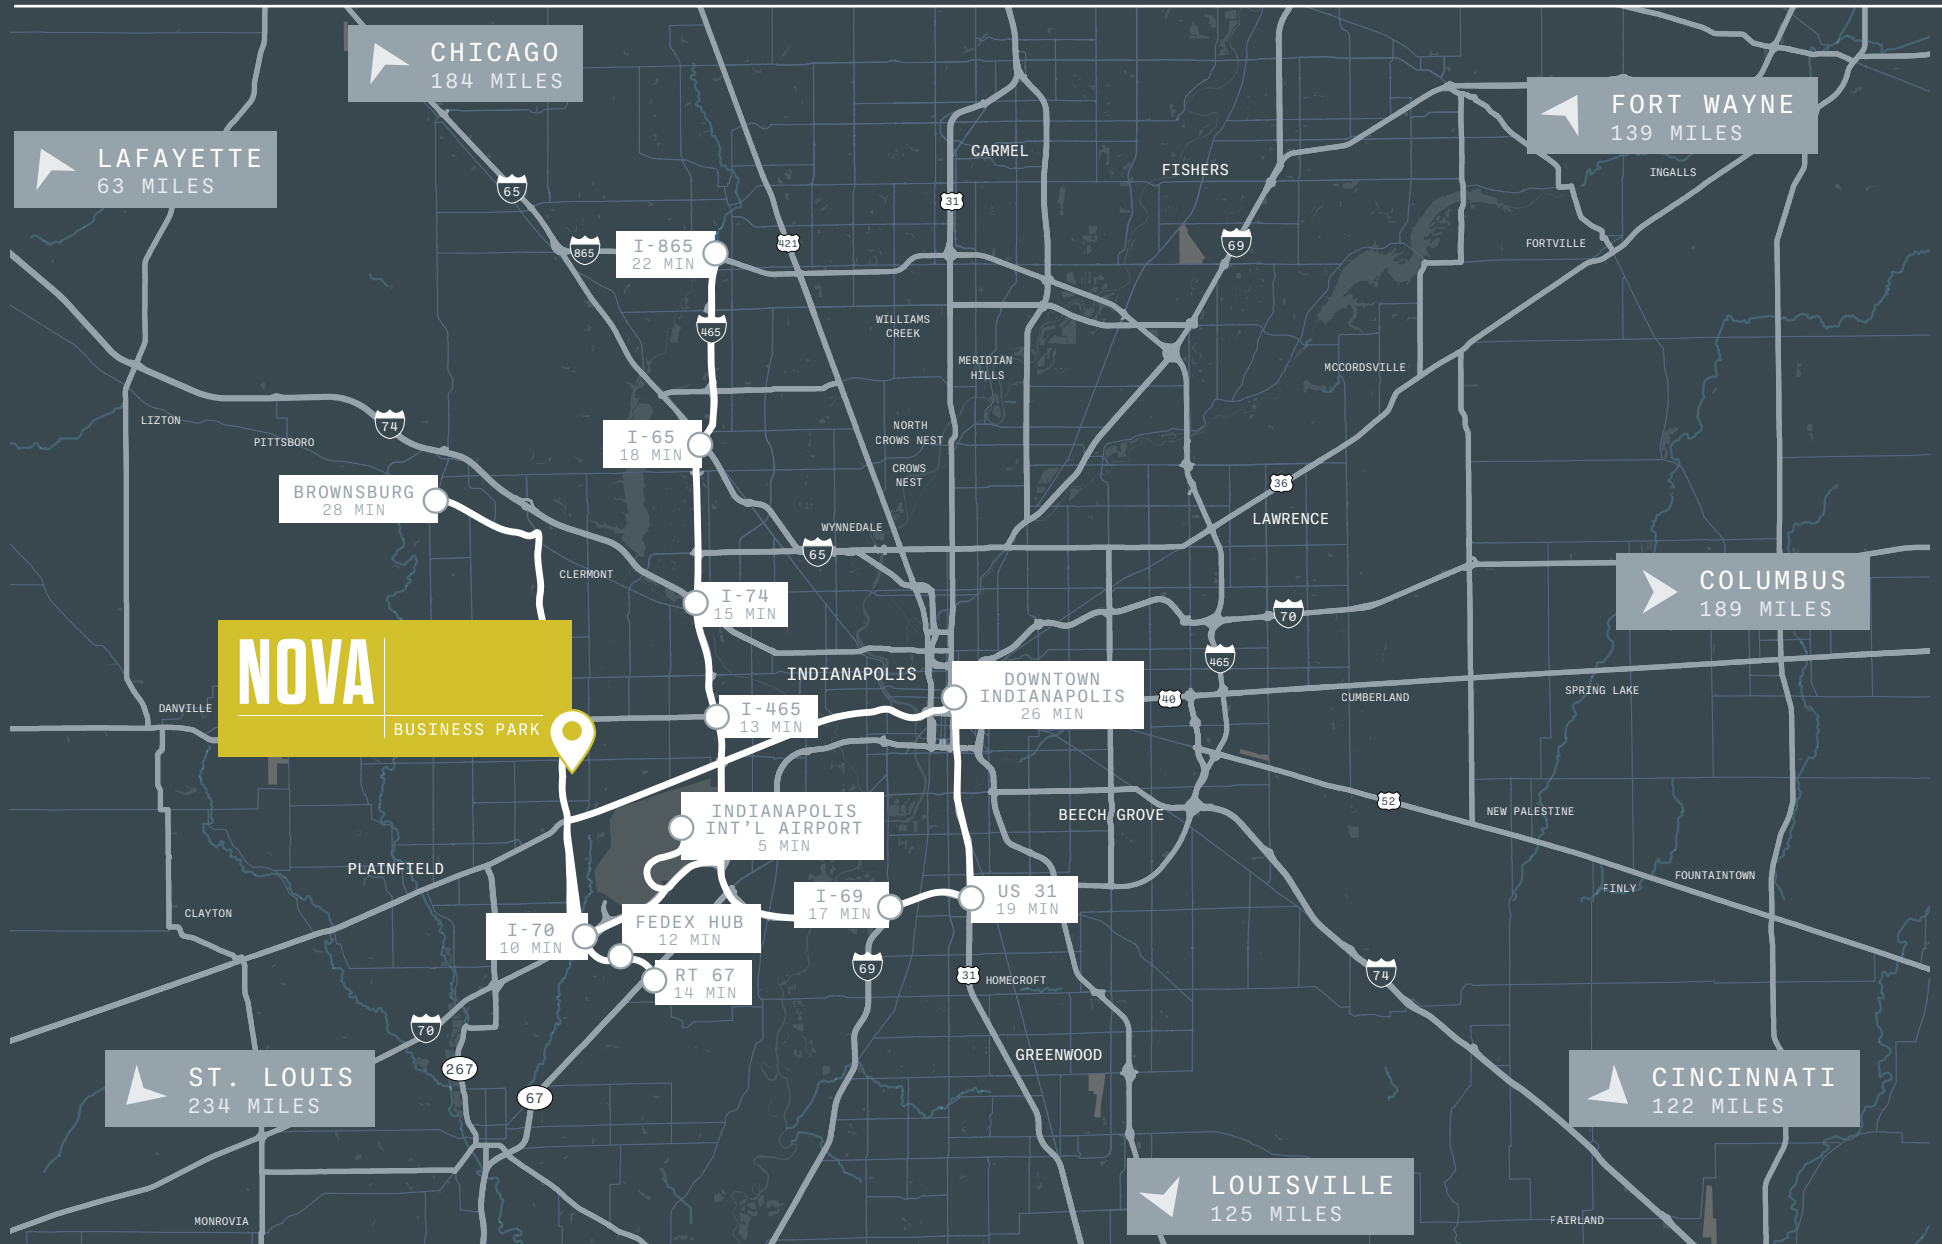 CHICAGO
184 MILES
FORT WAYNE
139 MILES
LAFAYETTE
63 MILES
CARMEL
FISHERS
INGALLS
65
31
421
69
FORTVILLE
865
I-865
22 MIN
465
WILLIAMS
CREEK
MERIDIAN
HILLS
MCCORDSVILLE
LIZTON
PITTSBORO
74
I-65
18 MIN
NORTH
CROWS NEST
CROWS
NEST
36
LAWRENCE
BROWNSBURG
28 MIN
WYNNEDALE
65
CLERMONT
COLUMBUS
189 MILES
I-74
15 MIN
70
465
NOVA
BUSINESS PARK
INDIANAPOLIS
DOWNTOWN
INDIANAPOLIS
26 MIN
40
CUMBERLAND
SPRING LAKE
DANVILLE
I-465
13 MIN
52
NEW PALESTINE
INDIANAPOLIS
INT'L AIRPORT
5 MIN
BEECH GROVE
PLAINFIELD
FOUNTAINTOWN
FINLY
CLAYTON
I-69
17 MIN
US 31
19 MIN
I-70
10 MIN
FEDEX HUB
12 MIN
RT 67
14 MIN
69
31
HOMECROFT
74
70
267
67
GREENWOOD
ST. LOUIS
234 MILES
CINCINNATI
122 MILES
LOUISVILLE
125 MILES
MONROVIA
FAIRLAND